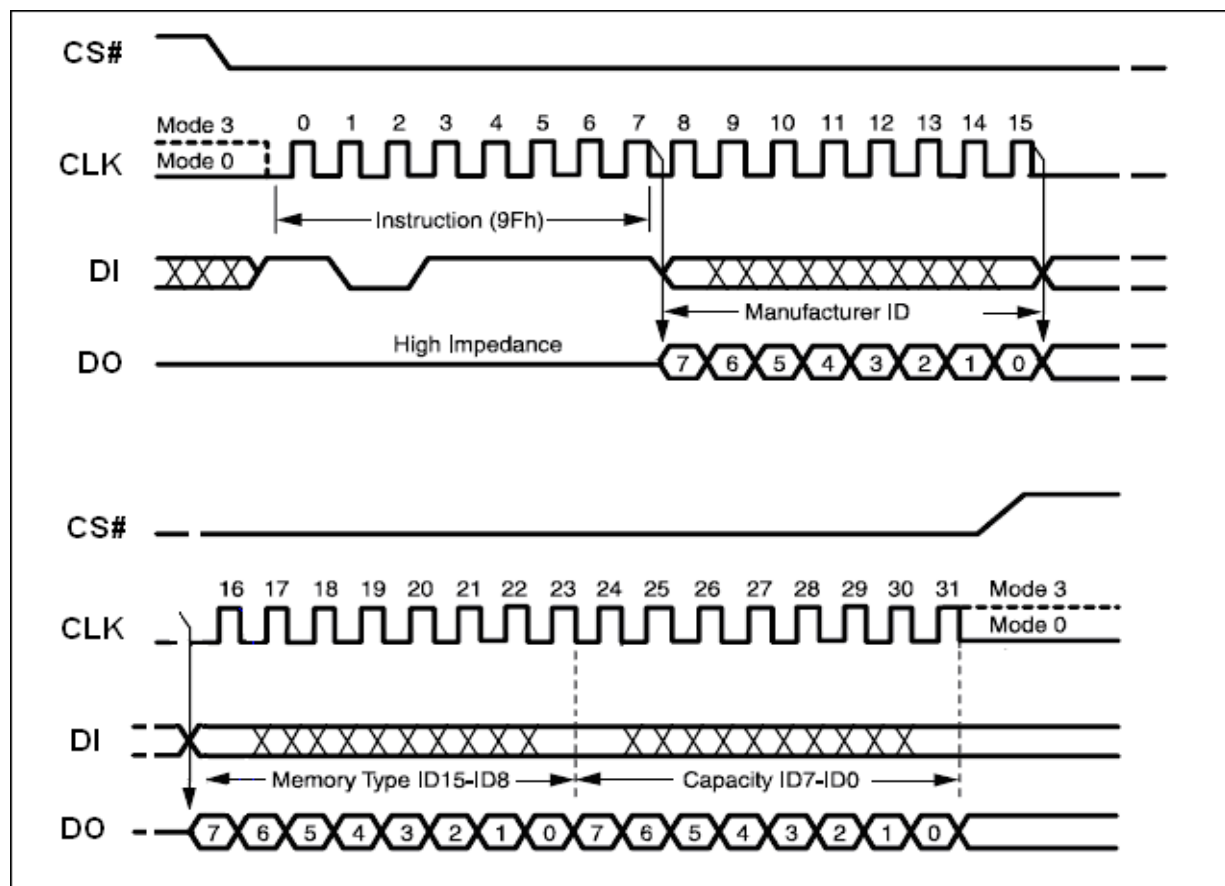 CS#
Mode 3 0 1 2 3 4 5 6 7 8 9 10 11 12 13 14 15
CLK Mode 0
Instruction (9Fh)
DI
Manufacturer ID
High Impedance
DO 7 6 5 4 3 2 1 0
CS#
16 17 18 19 20 21 22 23 24 25 26 27 28 29 30 31 Mode 3
CLK Mode 0
DI
Memory Type ID15-ID8 Capacity ID7-ID0
DO 7 6 5 4 3 2 1 0 7 6 5 4 3 2 1 0